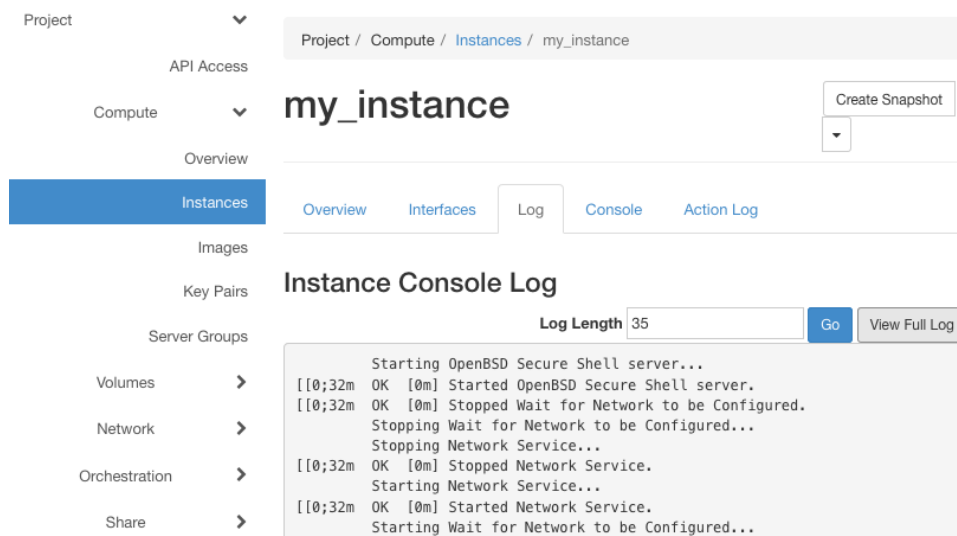 Project
API Access
Compute
Overview
Instances
Images
Key Pairs
Server Groups
Volumes
Network
Orchestration
Share
Project / Compute / Instances / my_instance
my_instance
Create Snapshot
Overview Interfaces Log Console Action Log
Instance Console Log
Log Length 35 Go View Full Log
Starting OpenBSD Secure Shell server...
[[0;32m OK [0m] Started OpenBSD Secure Shell server.
[[0;32m OK [0m] Stopped Wait for Network to be Configured.
Stopping Wait for Network to be Configured...
Stopping Network Service...
[[0;32m OK [0m] Stopped Network Service.
Starting Network Service...
[[0;32m OK [0m] Started Network Service.
Starting Wait for Network to be Configured...